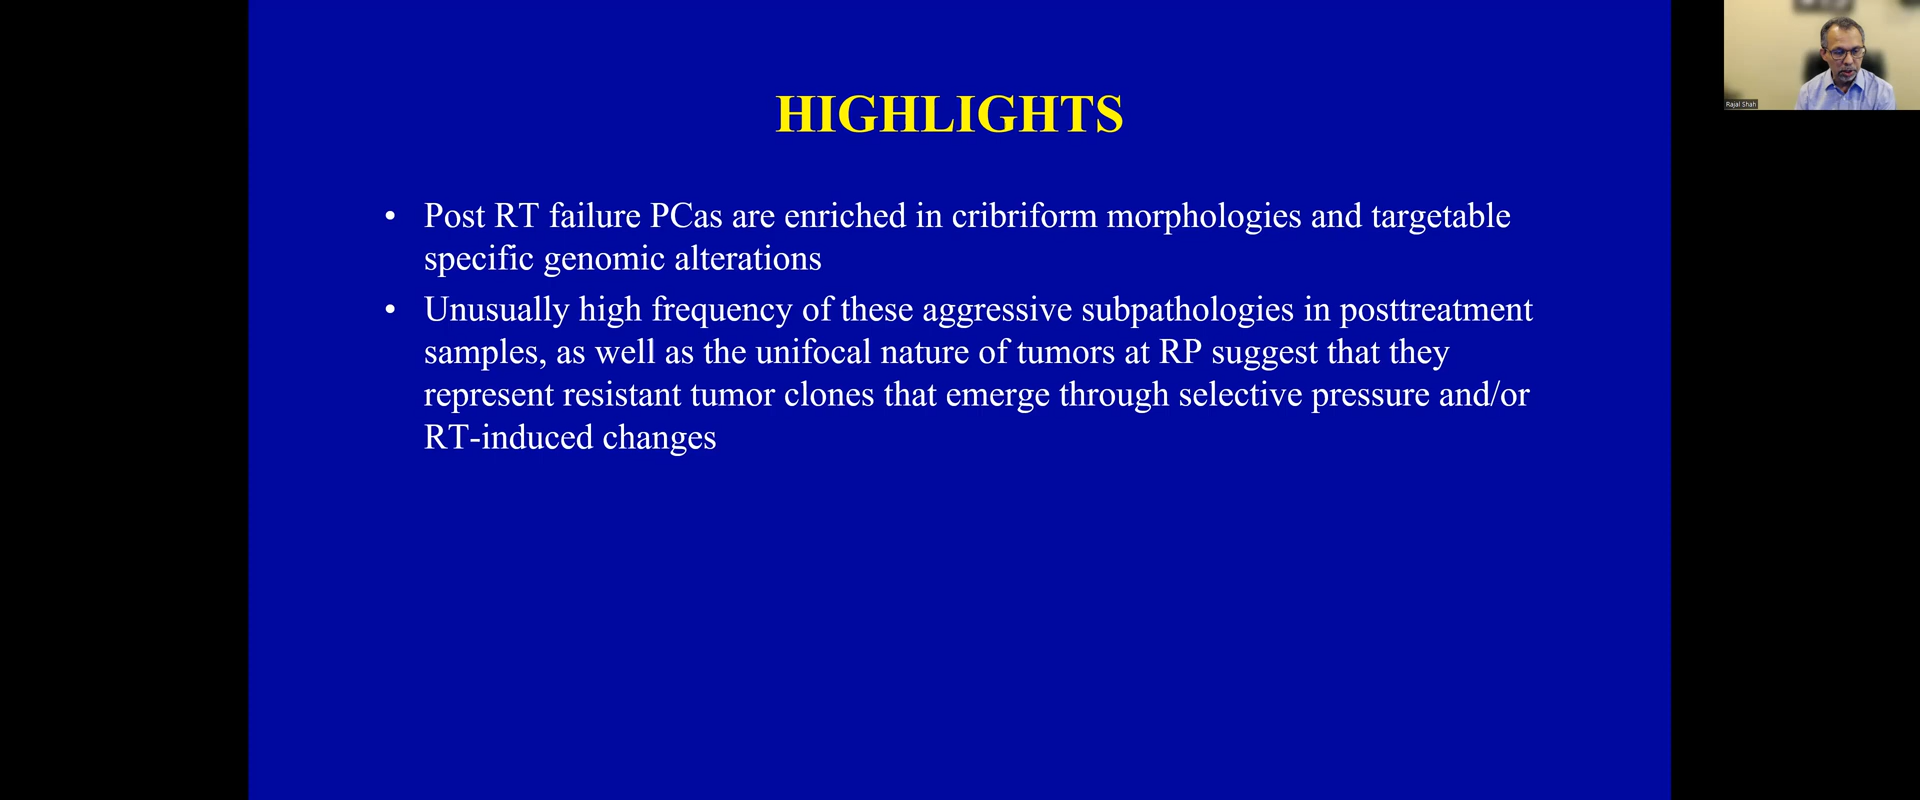 HIGHLIGHTS
• Post RT failure PCas are enriched in cribriform morphologies and targetable
specific genomic alterations
• Unusually high frequency of these aggressive subpathologies in posttreatment
samples, as well as the unifocal nature of tumors at RP suggest that they
represent resistant tumor clones that emerge through selective pressure and/or
RT-induced changes
Rajal Shah